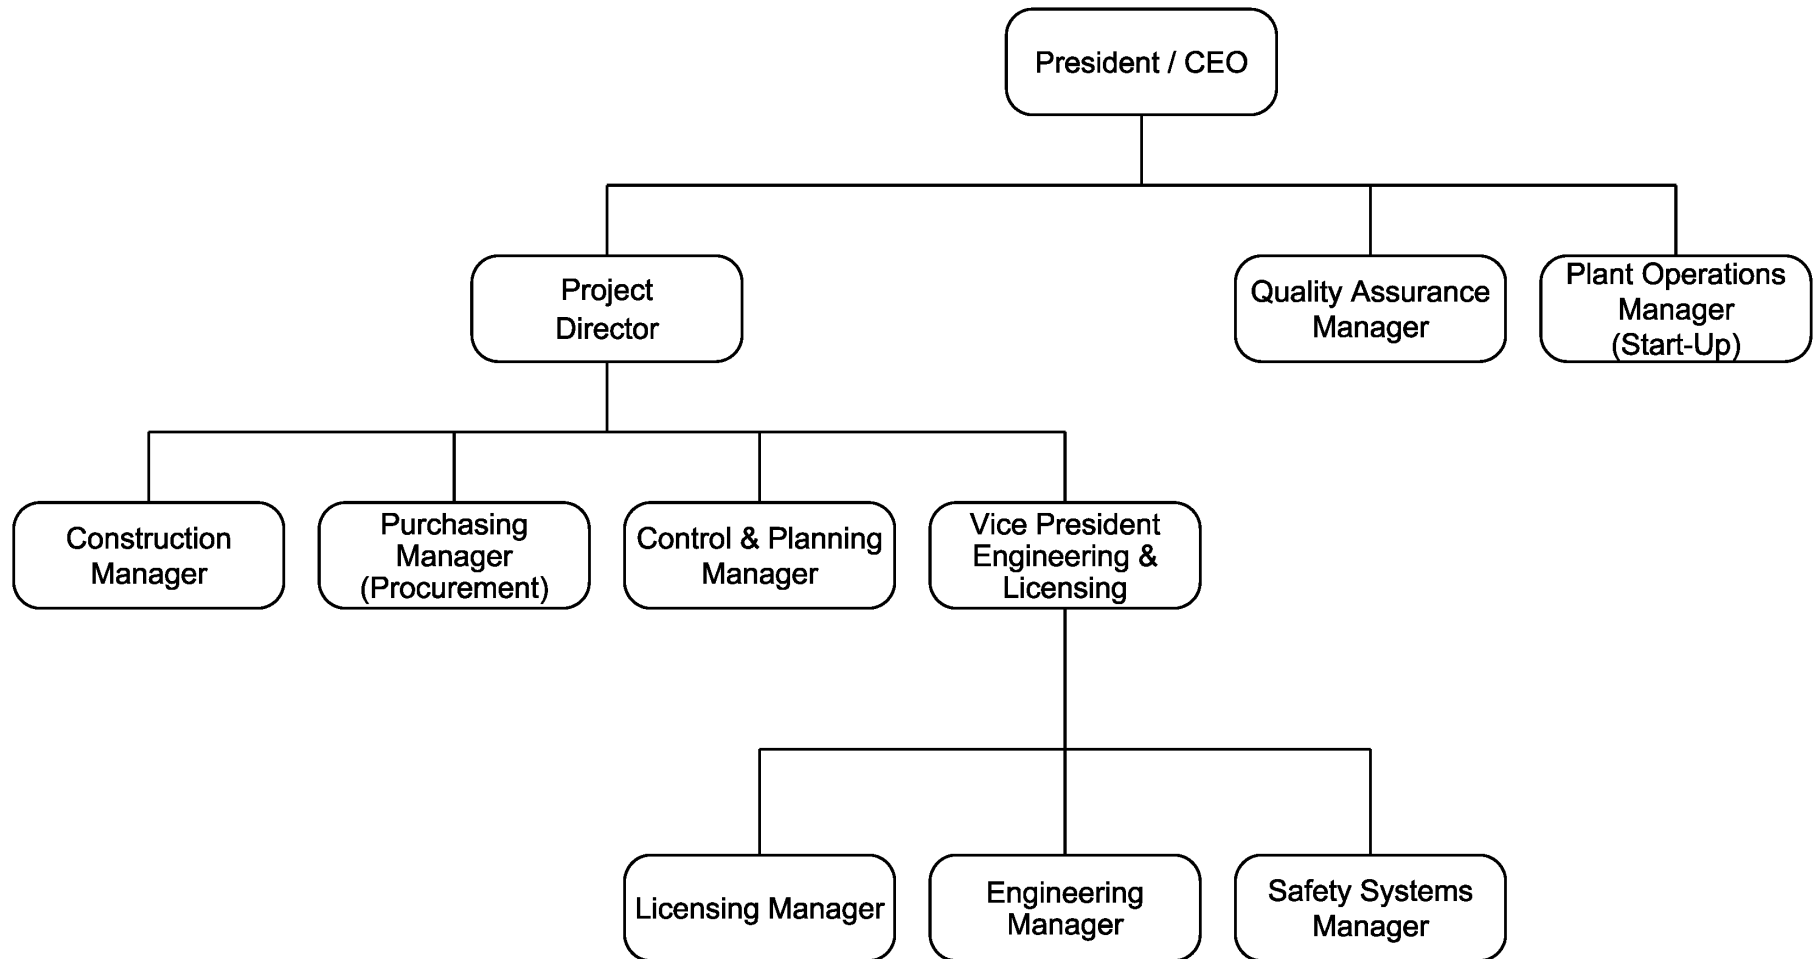 President / CEO
Project
Director
Quality Assurance
Manager
Plant Operations
Manager
(Start-Up)
Construction
Manager
Purchasing
Manager
(Procurement)
Control & Planning
Manager
Vice President
Engineering &
Licensing
Licensing Manager
Engineering
Manager
Safety Systems
Manager